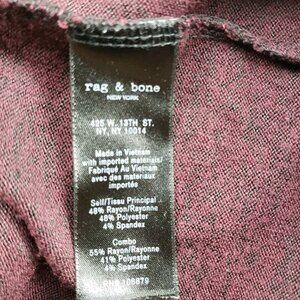 rag & bone
NEW YORK
425 W. 13TH ST.
NY, NY 10014
Made in Vietnam
with imported materials/
Fabriqué Au Vietnam
avec des materiaux
importés
Self/Tissu Principal
48% Rayon/Rayonne
48% Polyester
4% Spandex
Combo
55% Rayon/Rayonne
41% Polyester
4% Spandex